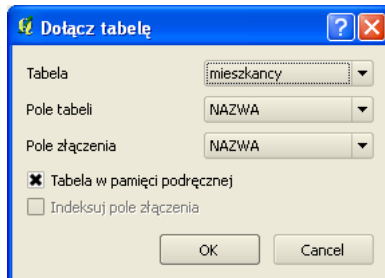 Dołącz tabelę
Tabela mieszkancy
Pole tabeli NAZWA
Pole złączenia NAZWA
Tabela w pamięci podręcznej
Indeksuj pole złączenia
OK Cancel